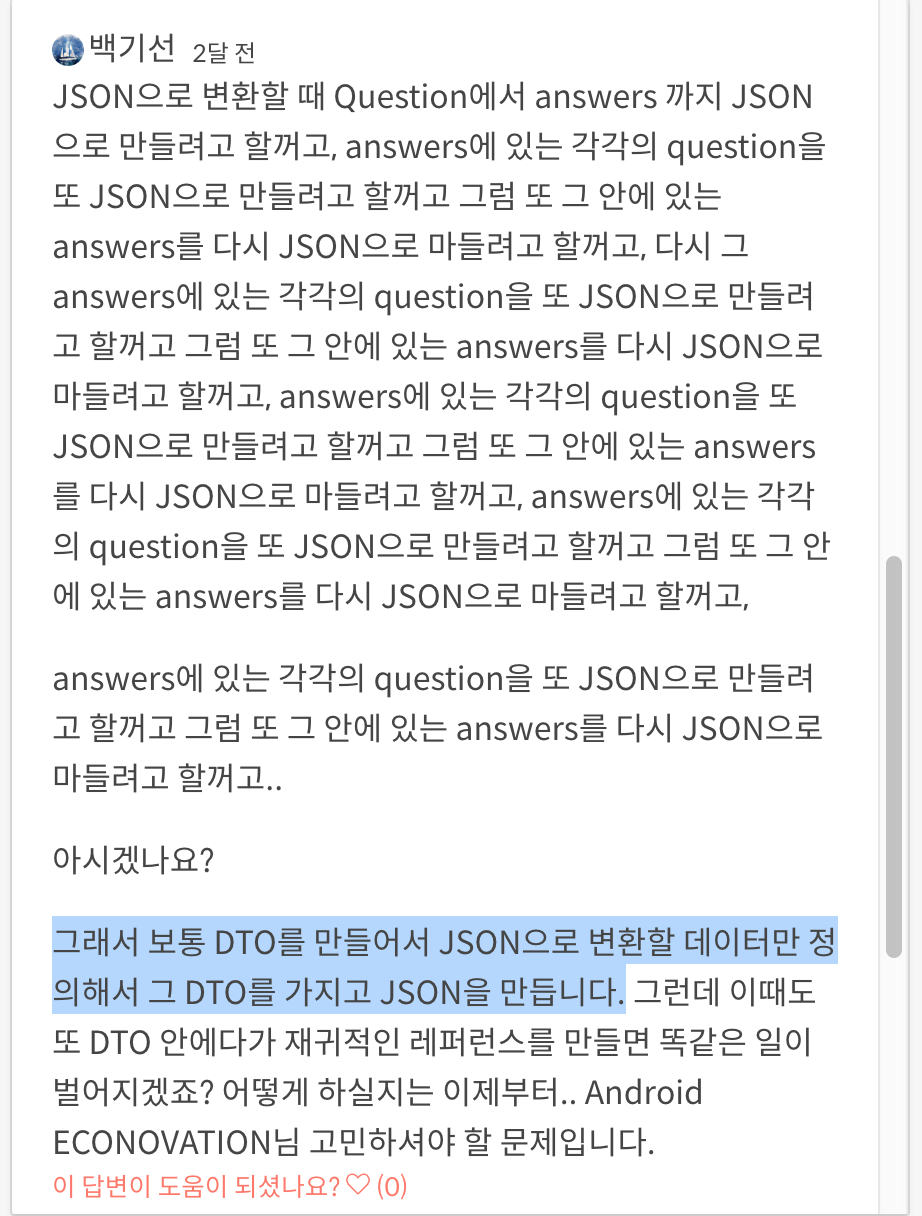 백기선 2달 전
JSON으로 변환할 때 Question에서 answers 까지 JSON
으로 만들려고 할꺼고, answers에 있는 각각의 question을
또 JSON으로 만들려고 할꺼고 그럼 또 그 안에 있는
answers를 다시 JSON으로 마들려고 할꺼고, 다시 그
answers에 있는 각각의 question을 또 JSON으로 만들려
고 할꺼고 그럼 또 그 안에 있는 answers를 다시 JSON으로
마들려고 할꺼고, answers에 있는 각각의 question을 또
JSON으로 만들려고 할꺼고 그럼 또 그 안에 있는 answers
를 다시 JSON으로 마들려고 할꺼고, answers에 있는 각각
의 question을 또 JSON으로 만들려고 할꺼고 그럼 또 그 안
에 있는 answers를 다시 JSON으로 마들려고 할꺼고,
answers에 있는 각각의 question을 또 JSON으로 만들려
고 할꺼고 그럼 또 그 안에 있는 answers를 다시 JSON으로
마들려고 할꺼고..
아시겠나요?
그래서 보통 DTO를 만들어서 JSON으로 변환할 데이터만 정
의해서 그 DTO를 가지고 JSON을 만듭니다. 그런데 이때도
또 DTO 안에다가 재귀적인 레퍼런스를 만들면 똑같은 일이
벌어지겠죠? 어떻게 하실지는 이제부터.. Android
ECONOVATION님 고민하셔야 할 문제입니다.
이 답변이 도움이 되셨나요?♡ (0)